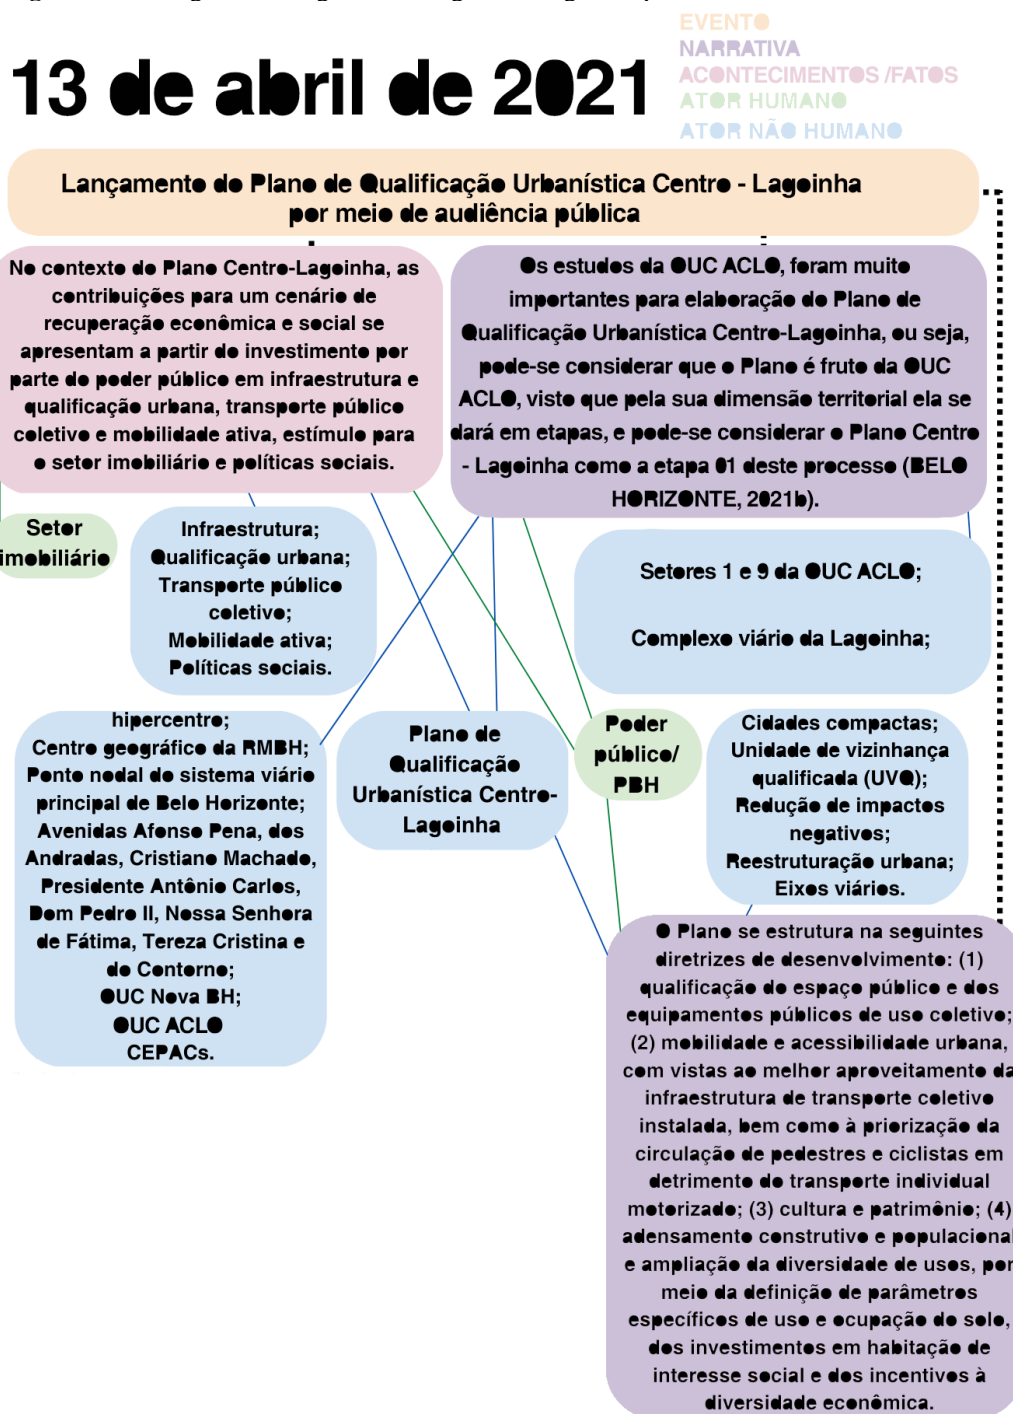 13 de abril de 2021
EVENTO
NARRATIVA
ACONTECIMENTOS /FATOS
ATOR HUMANO
ATOR NÃO HUMANO
Lançamento do Plano de Qualificação Urbanística Centro - Lagoinha
por meio de audiência pública
No contexto do Plano Centro-Lagoinha, as
contribuições para um cenário de
recuperação econômica e social se
apresentam a partir do investimento por
parte do poder público em infraestrutura e
qualificação urbana, transporte público
coletivo e mobilidade ativa, estímulo para
o setor imobiliário e políticas sociais.
Os estudos da OUC ACLO, foram muito
importantes para elaboração do Plano de
Qualificação Urbanística Centro-Lagoinha, ou seja,
pode-se considerar que o Plano é fruto da OUC
ACLO, visto que pela sua dimensão territorial ela se
dará em etapas, e pode-se considerar o Plano Centro
- Lagoinha como a etapa 01 deste processo (BELO
HORIZONTE, 2021b).
Setor
imobiliário
Infraestrutura;
Qualificação urbana;
Transporte público
coletivo;
Mobilidade ativa;
Políticas sociais.
Setores 1 e 9 da OUC ACLO;
Complexo viário da Lagoinha;
hipercentro;
Centro geográfico da RMBH;
Ponto nodal do sistema viário
principal de Belo Horizonte;
Avenidas Afonso Pena, dos
Andradas, Cristiano Machado,
Presidente Antônio Carlos,
Dom Pedro II, Nossa Senhora
de Fátima, Tereza Cristina e
do Contorno;
OUC Nova BH;
OUC ACLO
CEPACs.
Plano de
Qualificação
Urbanística Centro-
Lagoinha
Poder
público/
PBH
Cidades compactas;
Unidade de vizinhança
qualificada (UVQ);
Redução de impactos
negativos;
Reestruturação urbana;
Eixos viários.
O Plano se estrutura na seguintes
diretrizes de desenvolvimento: (1)
qualificação do espaço público e dos
equipamentos públicos de uso coletivo;
(2) mobilidade e acessibilidade urbana,
com vistas ao melhor aproveitamento da
infraestrutura de transporte coletivo
instalada, bem como à priorização da
circulação de pedestres e ciclistas em
detrimento do transporte individual
motorizado; (3) cultura e patrimônio; (4)
adensamento construtivo e populacional
e ampliação da diversidade de usos, por
meio da definição de parâmetros
específicos de uso e ocupação do solo,
dos investimentos em habitação de
interesse social e dos incentivos à
diversidade econômica.